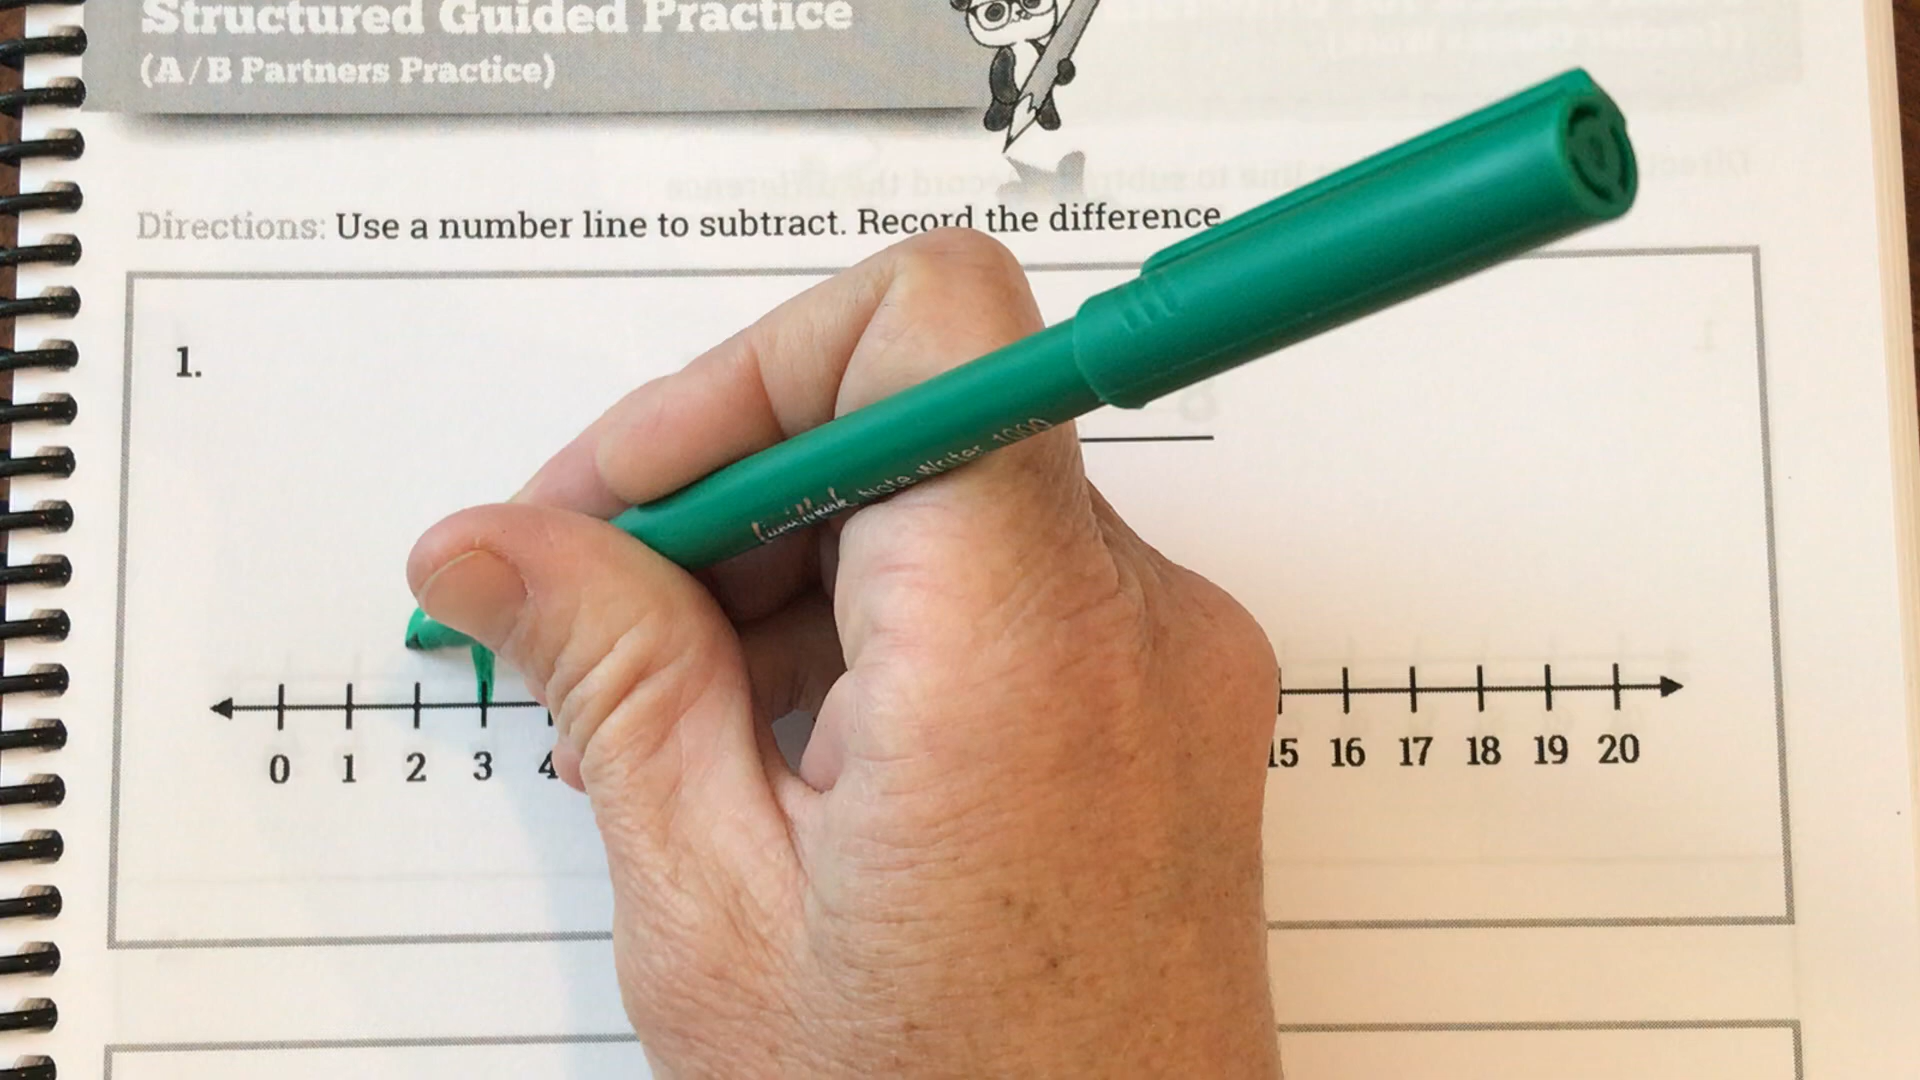 Structured Guided Practice
(A/B Partners Practice)
Directions: Use a number line to subtract. Record the difference
1.
Note Writer 1000
0 1 2 3 4 15 16 17 18 19 20